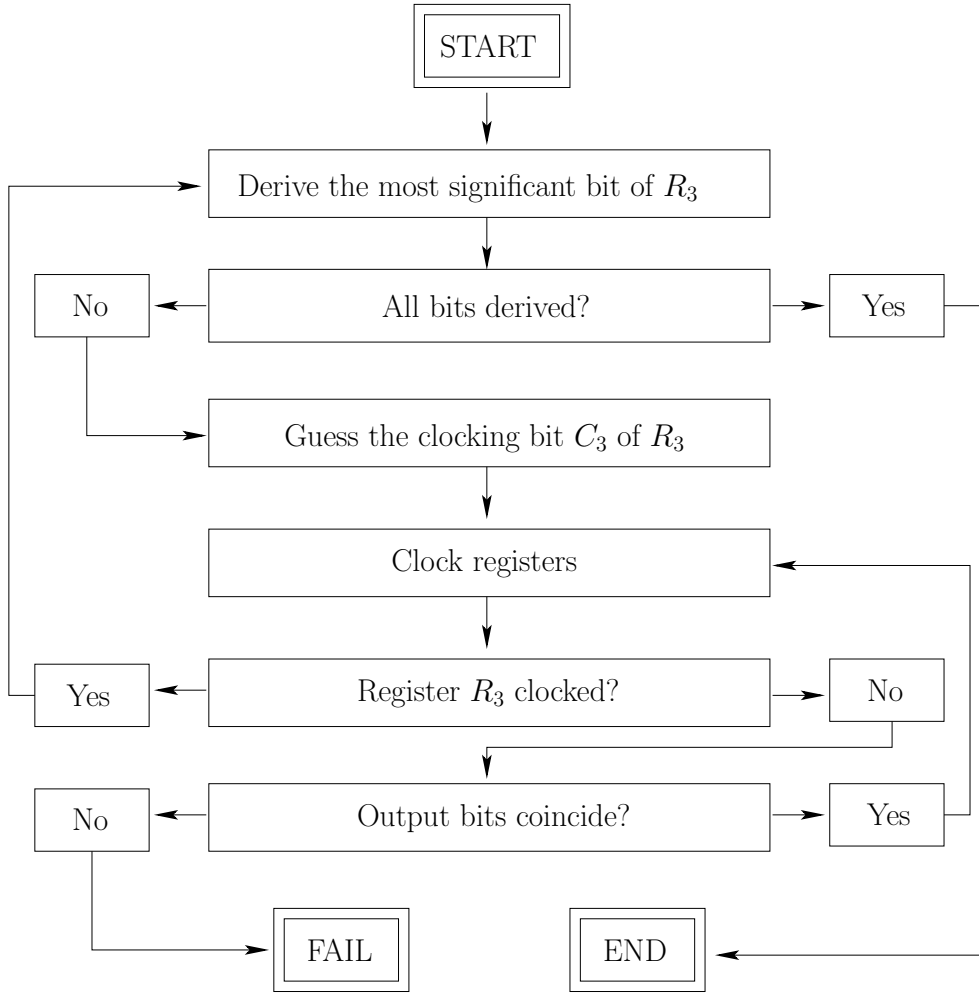 START
Derive the most significant bit of R₃
No
All bits derived?
Yes
Guess the clocking bit C₃ of R₃
Clock registers
Yes
Register R₃ clocked?
No
No
Output bits coincide?
Yes
FAIL
END